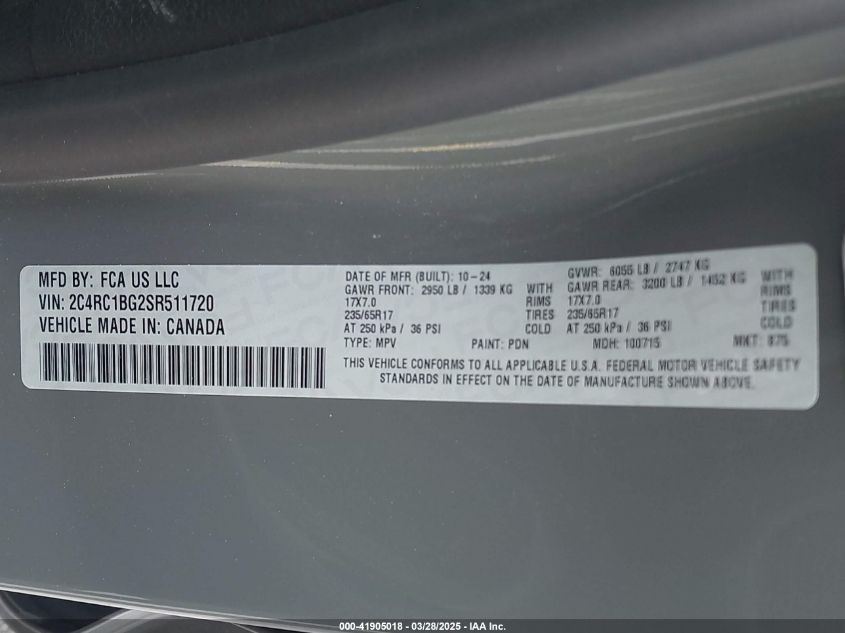 MFD BY: FCA US LLC
VIN: 2C4RC1BG2SR511720
VEHICLE MADE IN: CANADA
DATE OF MFR (BUILT): 10-24
GVWR: 6055 LB / 2747 KG
GAWR FRONT: 2950 LB / 1339 KG WITH
GAWR REAR: 3200 LB / 1452 KG WITH
17X7.0 RIMS 17X7.0 RIMS
235/65R17 TIRES 235/65R17 TIRES
AT 250 kPa / 36 PSI COLD AT 250 kPa / 36 PSI COLD
TYPE: MPV PAINT: PDN MDH: 100715 MKT:
THIS VEHICLE CONFORMS TO ALL APPLICABLE U.S.A. FEDERAL MOTOR VEHICLE SAFETY
STANDARDS IN EFFECT ON THE DATE OF MANUFACTURE SHOWN ABOVE.
000-41905018 — 03/28/2025 — IAA Inc.